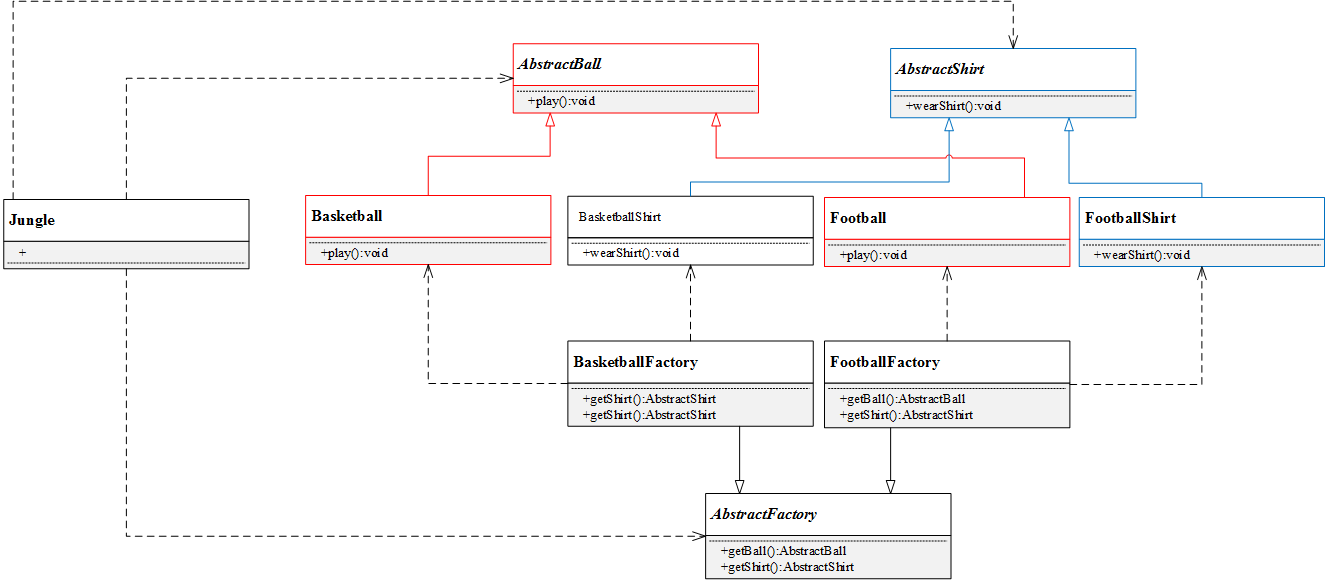 AbstractBall
+play():void
AbstractShirt
+wearShirt():void
Jungle
+
Basketball
+play():void
BasketballShirt
+wearShirt():void
Football
+play():void
FootballShirt
+wearShirt():void
BasketballFactory
+getShirt():AbstractShirt
+getShirt():AbstractShirt
FootballFactory
+getBall():AbstractBall
+getShirt():AbstractShirt
AbstractFactory
+getBall():AbstractBall
+getShirt():AbstractShirt